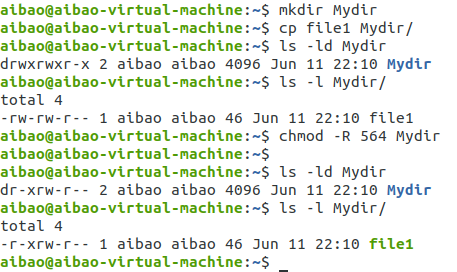 aibao@aibao-virtual-machine:~$ mkdir Mydir
aibao@aibao-virtual-machine:~$ cp file1 Mydir/
aibao@aibao-virtual-machine:~$ ls -ld Mydir
drwxrwxr-x 2 aibao aibao 4096 Jun 11 22:10 Mydir
aibao@aibao-virtual-machine:~$ ls -l Mydir/
total 4
-rw-rw-r-- 1 aibao aibao 46 Jun 11 22:10 file1
aibao@aibao-virtual-machine:~$ chmod -R 564 Mydir
aibao@aibao-virtual-machine:~$
aibao@aibao-virtual-machine:~$ ls -ld Mydir
dr-xrw-r-- 2 aibao aibao 4096 Jun 11 22:10 Mydir
aibao@aibao-virtual-machine:~$ ls -l Mydir/
total 4
-r-xrw-r-- 1 aibao aibao 46 Jun 11 22:10 file1
aibao@aibao-virtual-machine:~$ _